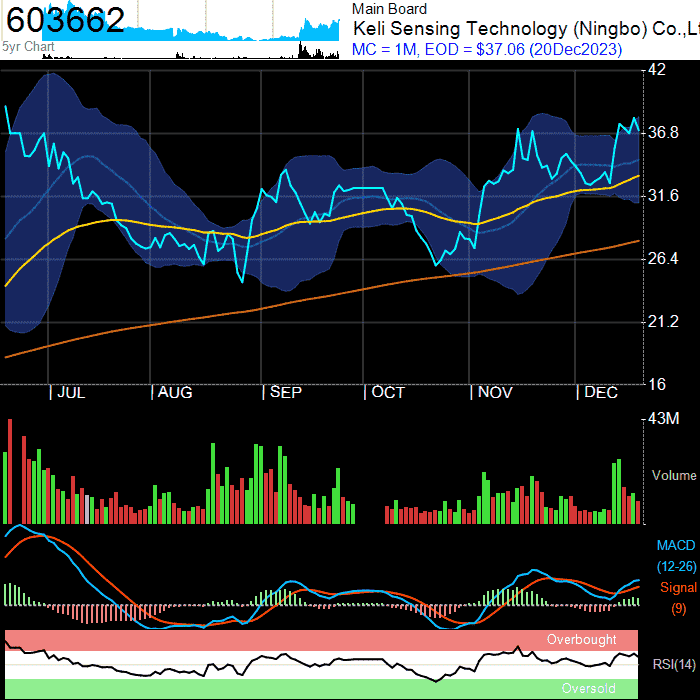 603662
5yr Chart
Main Board
Keli Sensing Technology (Ningbo) Co.,Lt
MC = 1M, EOD = $37.06 (20Dec2023)
42
36.8
31.6
26.4
21.2
16
| JUL | AUG | SEP | OCT | NOV | DEC
43M
Volume
MACD
(12-26)
Signal
(9)
Overbought
RSI(14)
Oversold